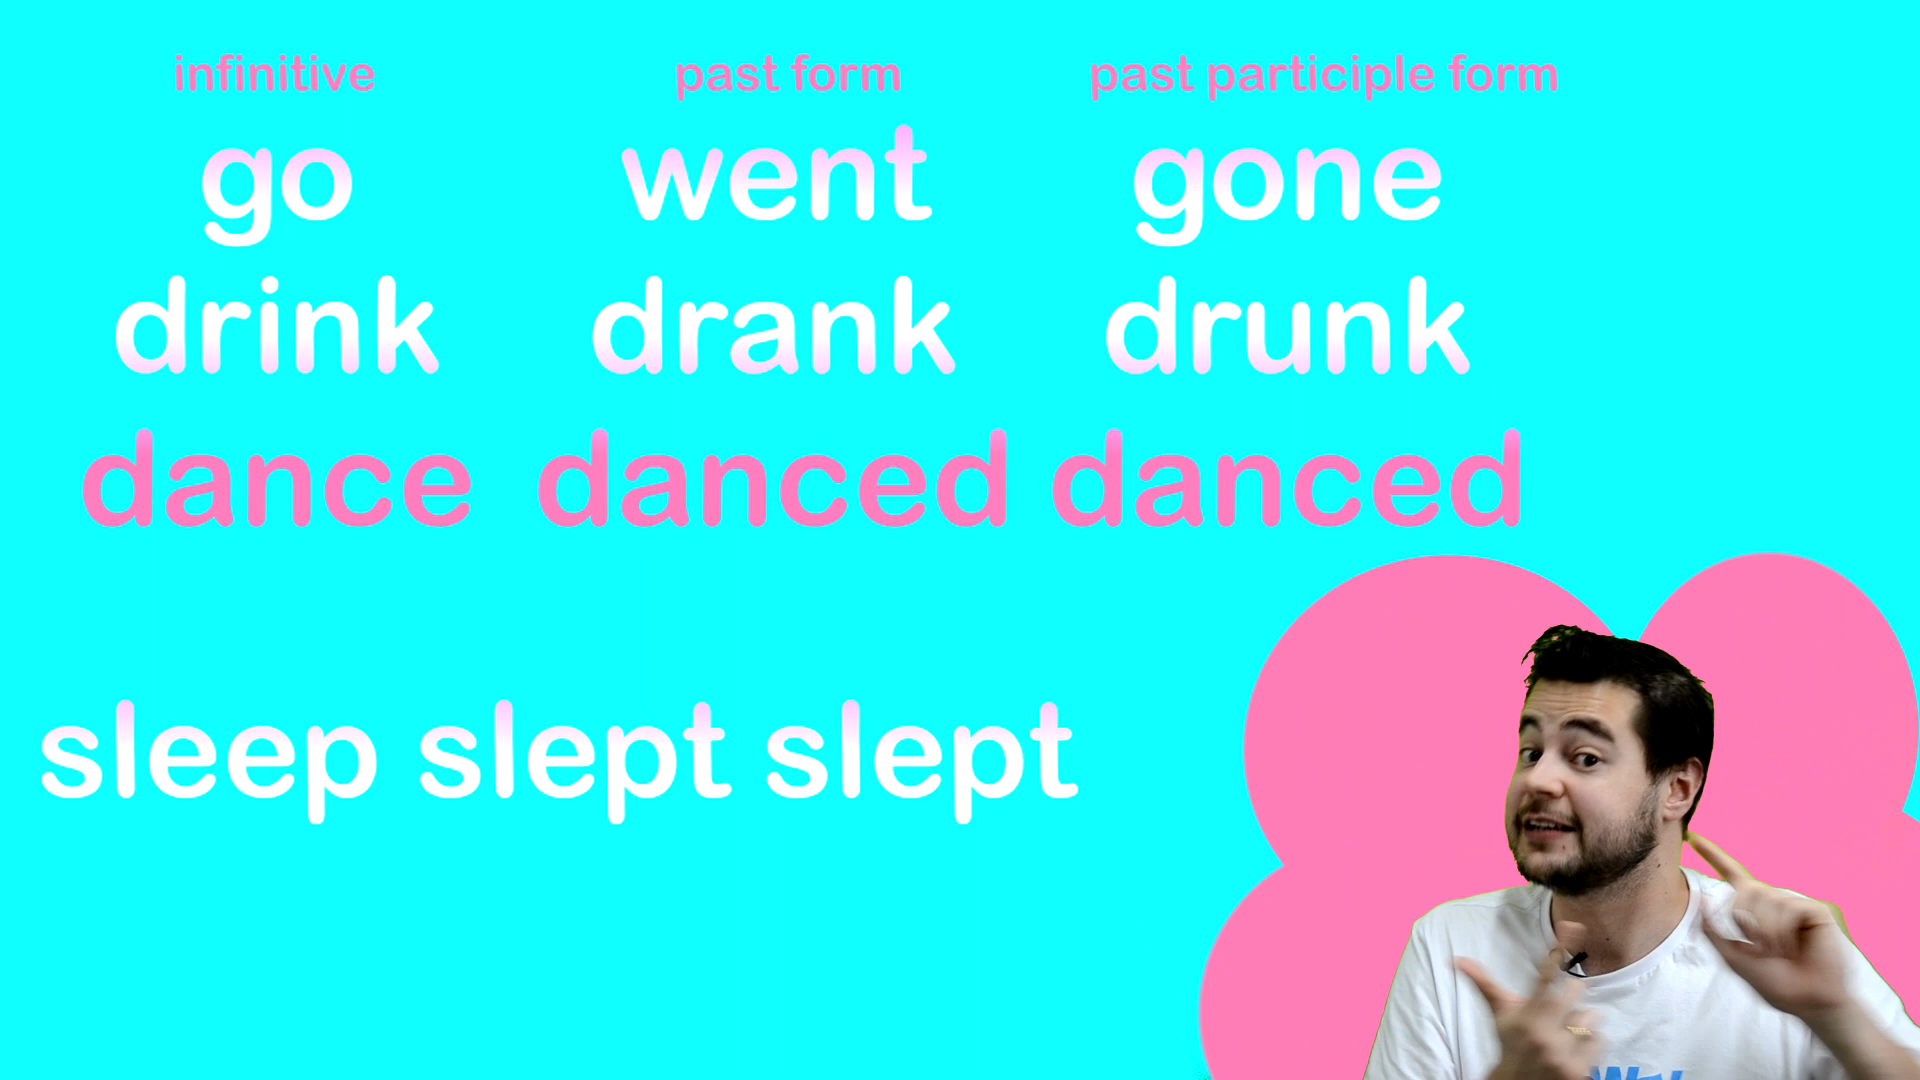 infinitive past form past participle form
go went gone
drink drank drunk
dance danced danced
sleep slept slept